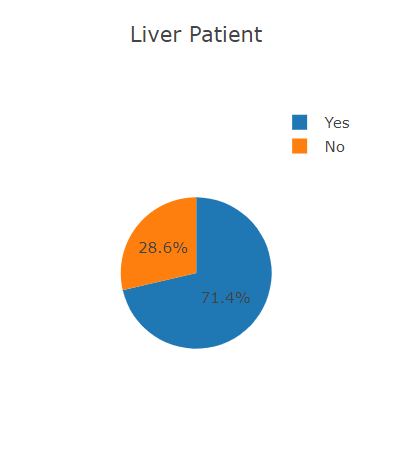 Liver Patient
Yes
No
28.6%
71.4%